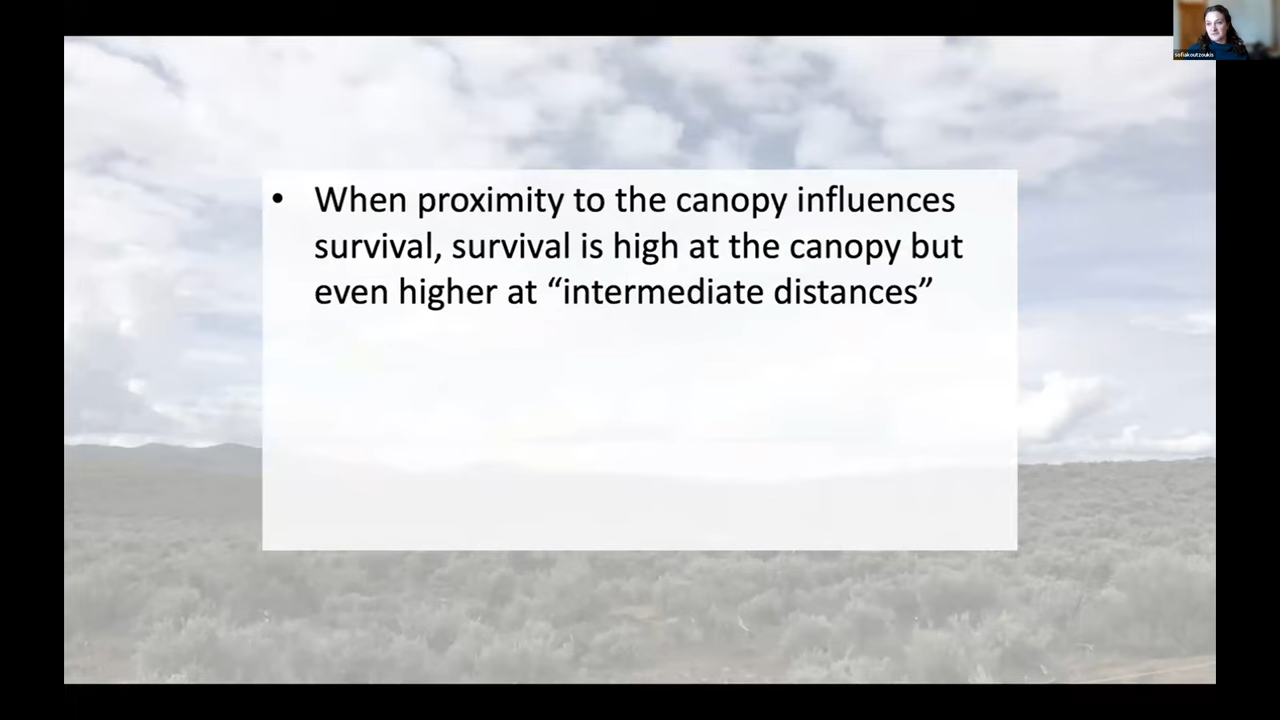 sofiakoutzoukis
• When proximity to the canopy influences
survival, survival is high at the canopy but
even higher at “intermediate distances”